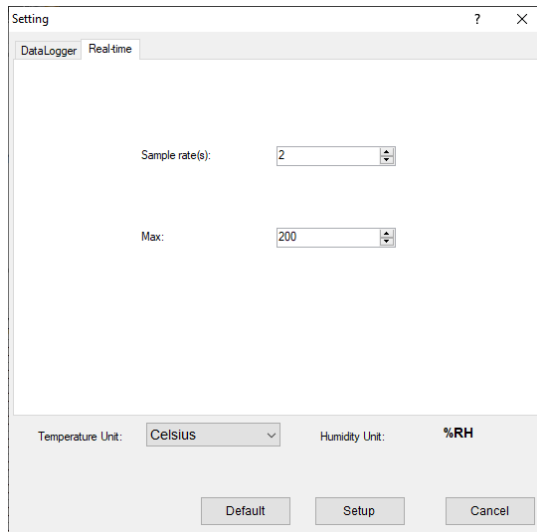 Setting ?
DataLogger Real-time
Sample rate(s): 2
Max: 200
Temperature Unit: Celsius Humidity Unit: %RH
Default Setup Cancel